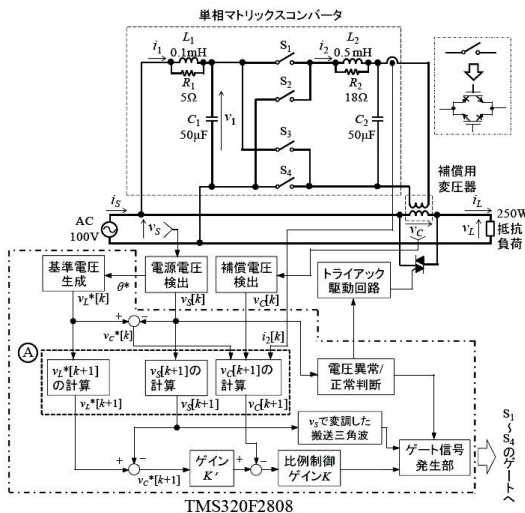 単相マトリックスコンバータ
L1
0.1mH
i1
R1
5Ω
C1
50μF
v1
S1
S2
S3
S4
i2
L2
0.5mH
R2
18Ω
C2
50μF
補償用
変圧器
iS
AC
100V
vS
vC
iL
vL
250W
抵抗
負荷
基準電圧
生成
θ*
電源電圧
検出
補償電圧
検出
トライアック
駆動回路
vL*[k]
vS[k]
vC[k]
+
−
vC*[k]
i2[k]
A
vL*[k+1]
の計算
vS[k+1]の
計算
vC[k+1]の
計算
電圧異常/
正常判断
vL*[k+1]
vS[k+1]
vC[k+1]
vSで変調した
搬送三角波
ゲート信号
発生部
S1～S4のゲートへ
+
−
vC*[k+1]
ゲイン
K'
+
−
比例制御
ゲインK
TMS320F2808